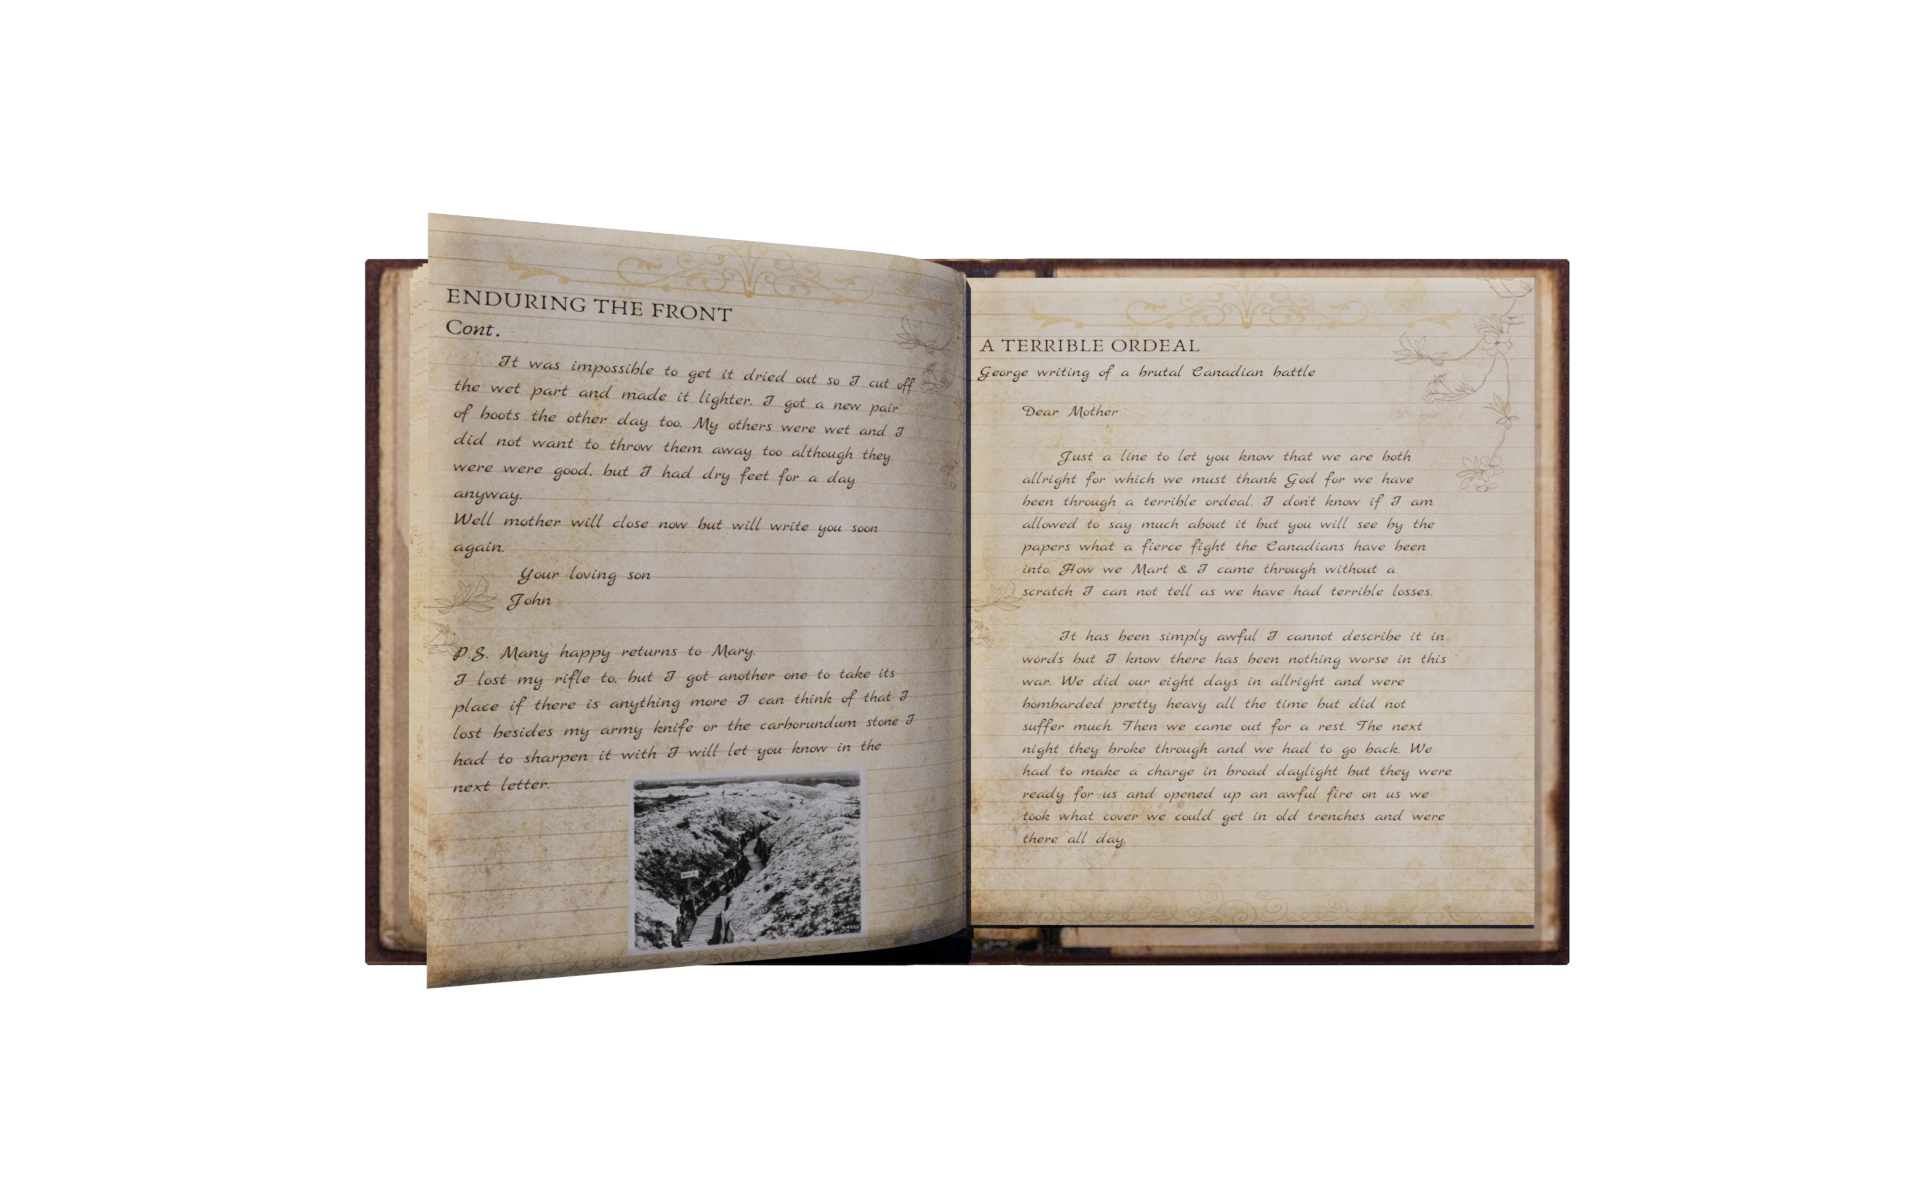 ENDURING THE FRONT
Cont.
It was impossible to get it dried out so I cut off
the wet part and made it lighter. I got a new pair
of boots the other day too. My others were wet and I
did not want to throw them away too although they
were were good, but I had dry feet for a day
anyway.
Well mother will close now but will write you soon
again.
Your loving son
John
P.S. Many happy returns to Mary.
I lost my rifle to, but I got another one to take its
place if there is anything more I can think of that I
lost besides my army knife or the carborundum stone I
had to sharpen it with I will let you know in the
next letter.
A TERRIBLE ORDEAL
George writing of a brutal Canadian battle
Dear Mother
Just a line to let you know that we are both
allright for which we must thank God for we have
been through a terrible ordeal. I don't know if I am
allowed to say much about it but you will see by the
papers what a fierce fight the Canadians have been
into. How we Mart & I came through without a
scratch I can not tell as we have had terrible losses.
It has been simply awful I cannot describe it in
words but I know there has been nothing worse in this
war. We did our eight days in allright and were
bombarded pretty heavy all the time but did not
suffer much. Then we came out for a rest. The next
night they broke through and we had to go back. We
had to make a charge in broad daylight but they were
ready for us and opened up an awful fire on us we
took what cover we could get in old trenches and were
there all day.